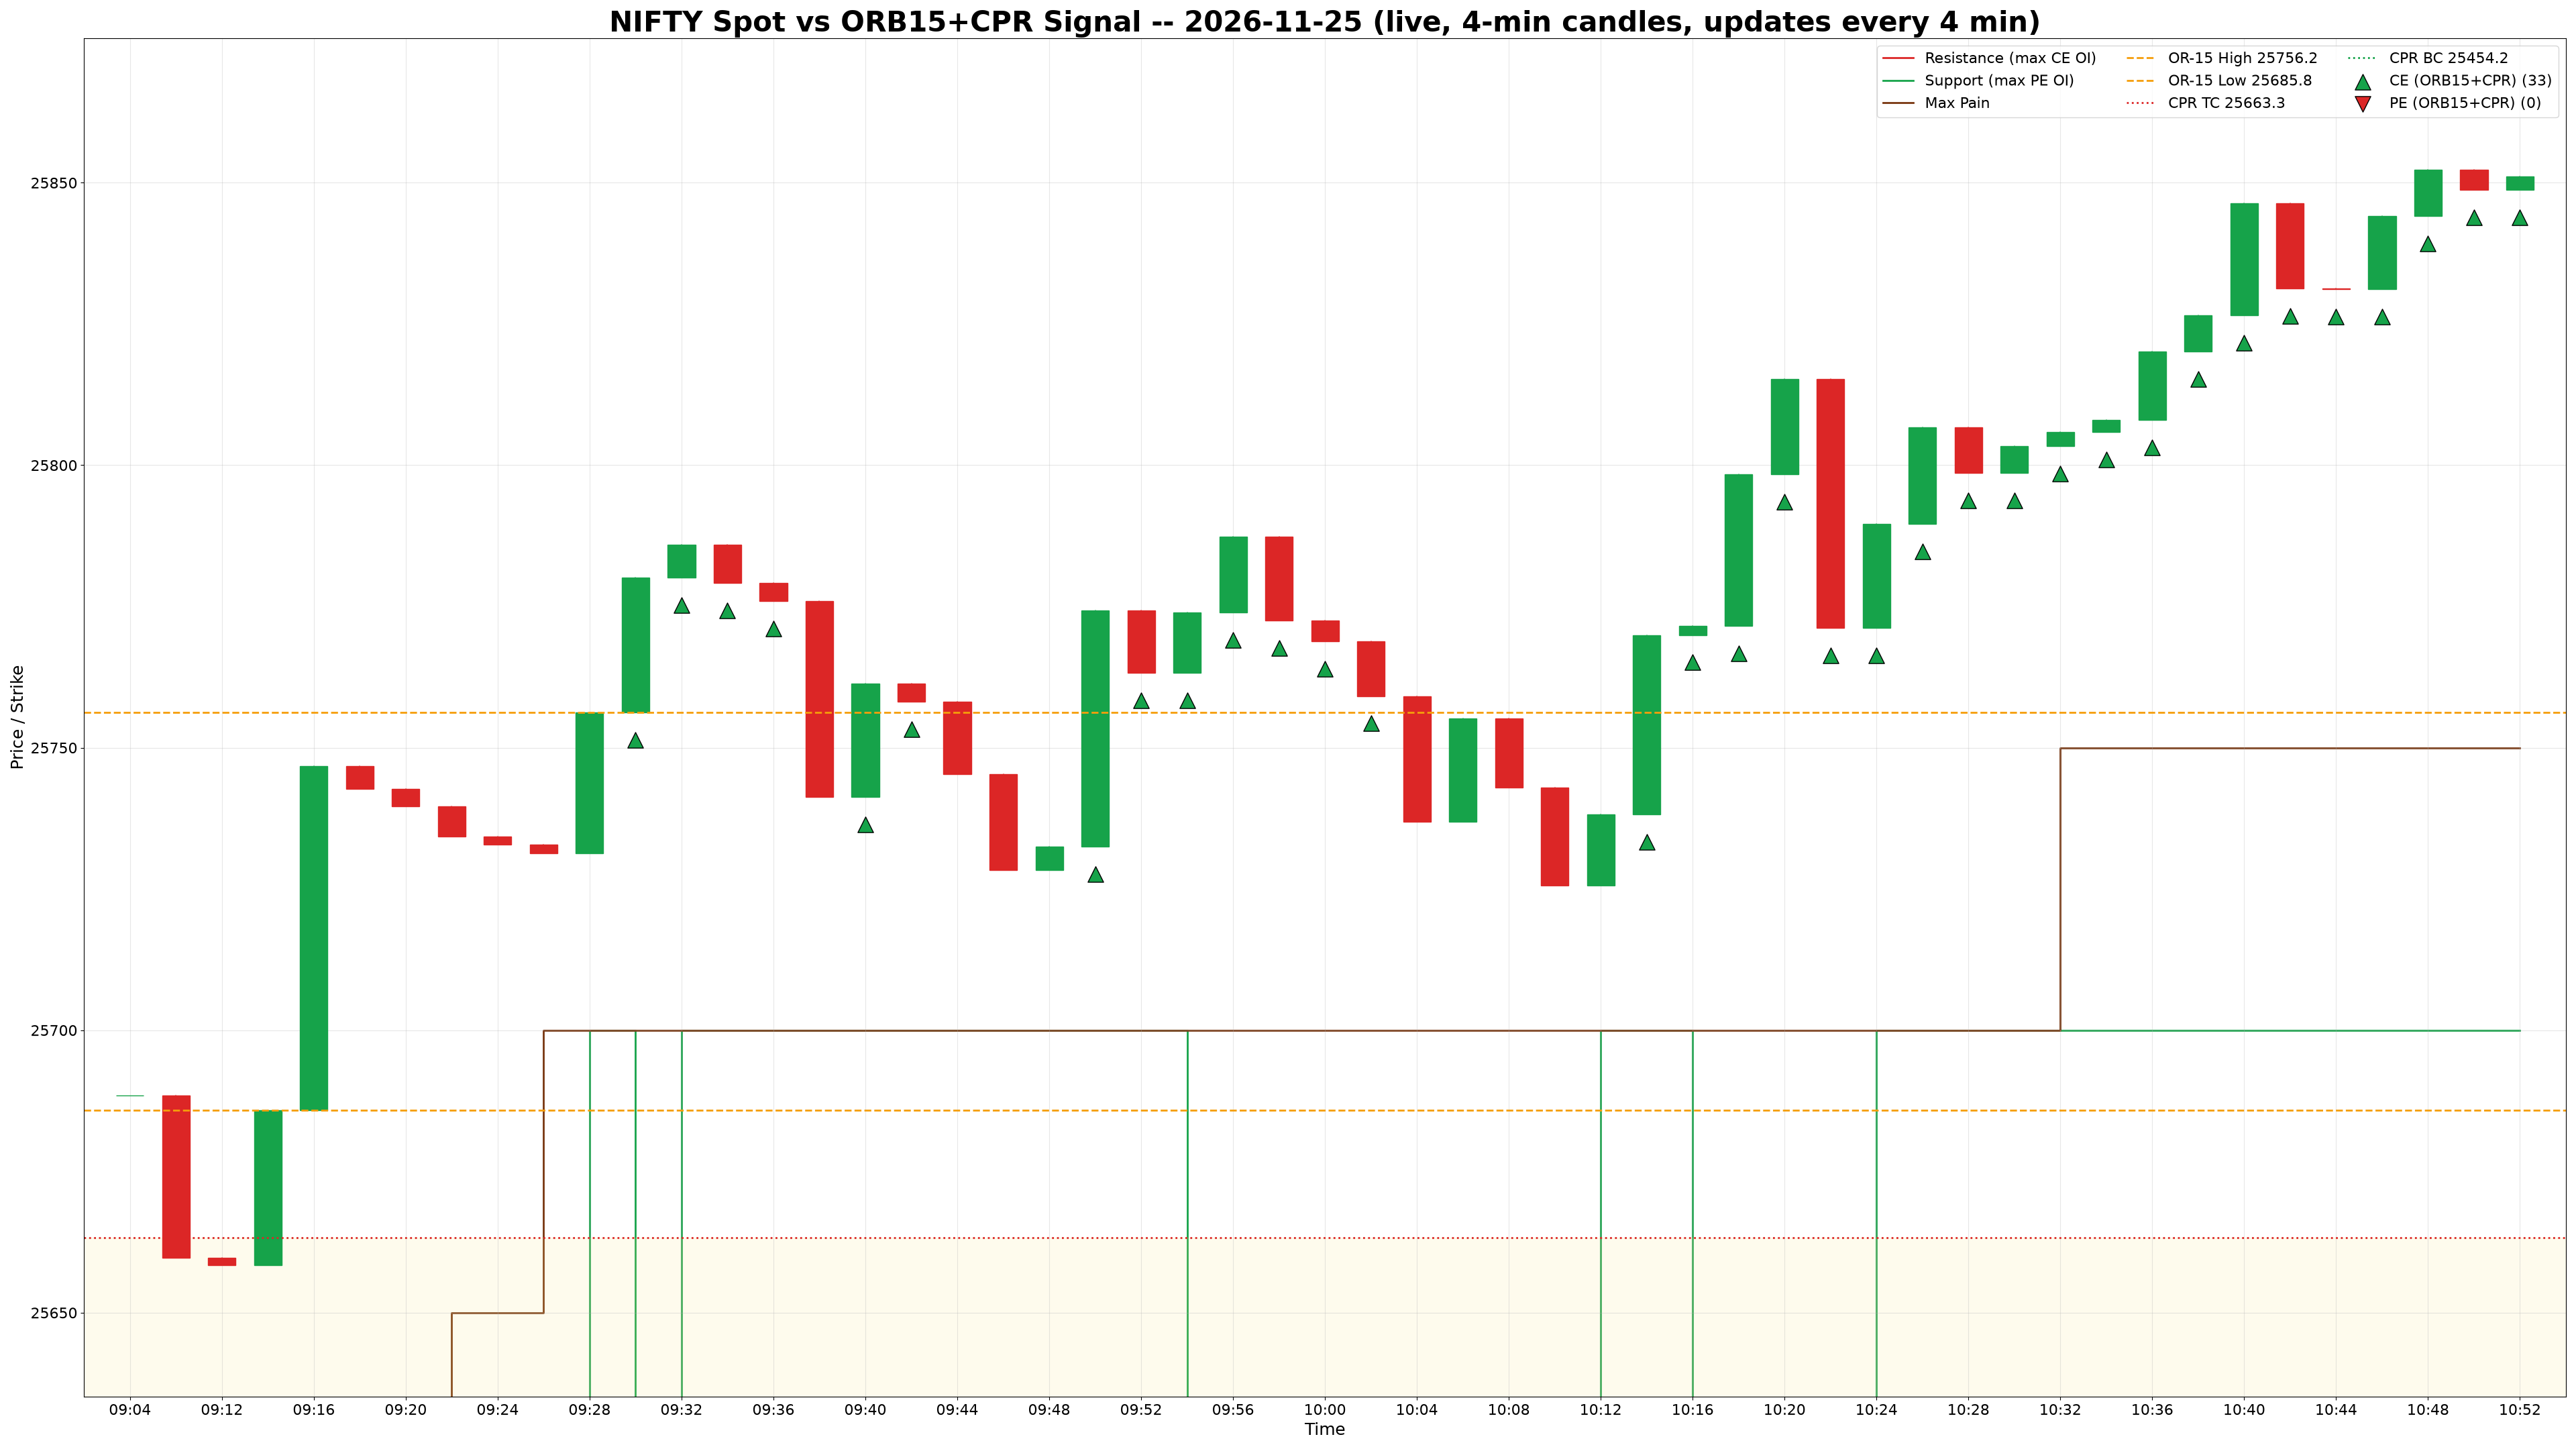 NIFTY Spot vs ORB15+CPR Signal -- 2026-11-25 (live, 4-min candles, updates every 4 min)
Resistance (max CE OI)
Support (max PE OI)
Max Pain
OR-15 High 25756.2
OR-15 Low 25685.8
CPR TC 25663.3
CPR BC 25454.2
CE (ORB15+CPR) (33)
PE (ORB15+CPR) (0)
Price / Strike
25850
25800
25750
25700
25650
09:04 09:12 09:16 09:20 09:24 09:28 09:32 09:36 09:40 09:44 09:48 09:52 09:56 10:00 10:04 10:08 10:12 10:16 10:20 10:24 10:28 10:32 10:36 10:40 10:44 10:48 10:52
Time